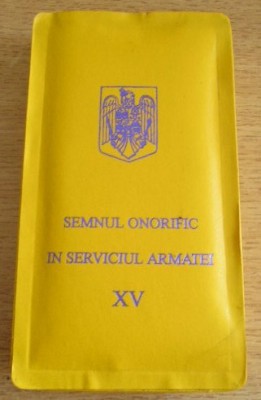 SEMNUL ONORIFIC
IN SERVICIUL ARMATEI
XV